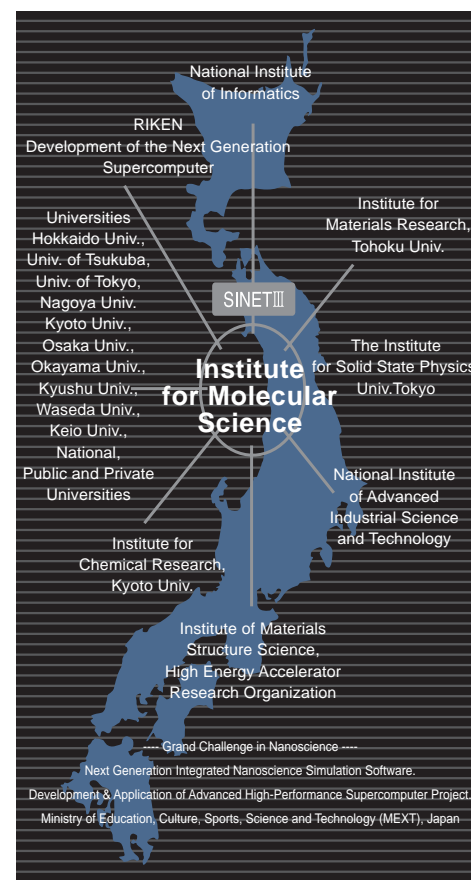 National Institute
of Informatics
RIKEN
Development of the Next Generation
Supercomputer
Institute for
Materials Research,
Tohoku Univ.
Universities
Hokkaido Univ.,
Univ. of Tsukuba,
Univ. of Tokyo,
Nagoya Univ.
Kyoto Univ.,
Osaka Univ.,
Okayama Univ.,
Kyushu Univ.,
Waseda Univ.,
Keio Univ.,
National,
Public and Private
Universities
SINETⅢ
Institute
for Molecular
Science
The Institute
for Solid State Physics
Univ.Tokyo
National Institute
of Advanced
Industrial Science
and Technology
Institute for
Chemical Research,
Kyoto Univ.
Institute of Materials
Structure Science,
High Energy Accelerator
Research Organization
---- Grand Challenge in Nanoscience ----
Next Generation Integrated Nanoscience Simulation Software.
Development & Application of Advanced High-Performance Supercomputer Project.
Ministry of Education, Culture, Sports, Science and Technology (MEXT), Japan